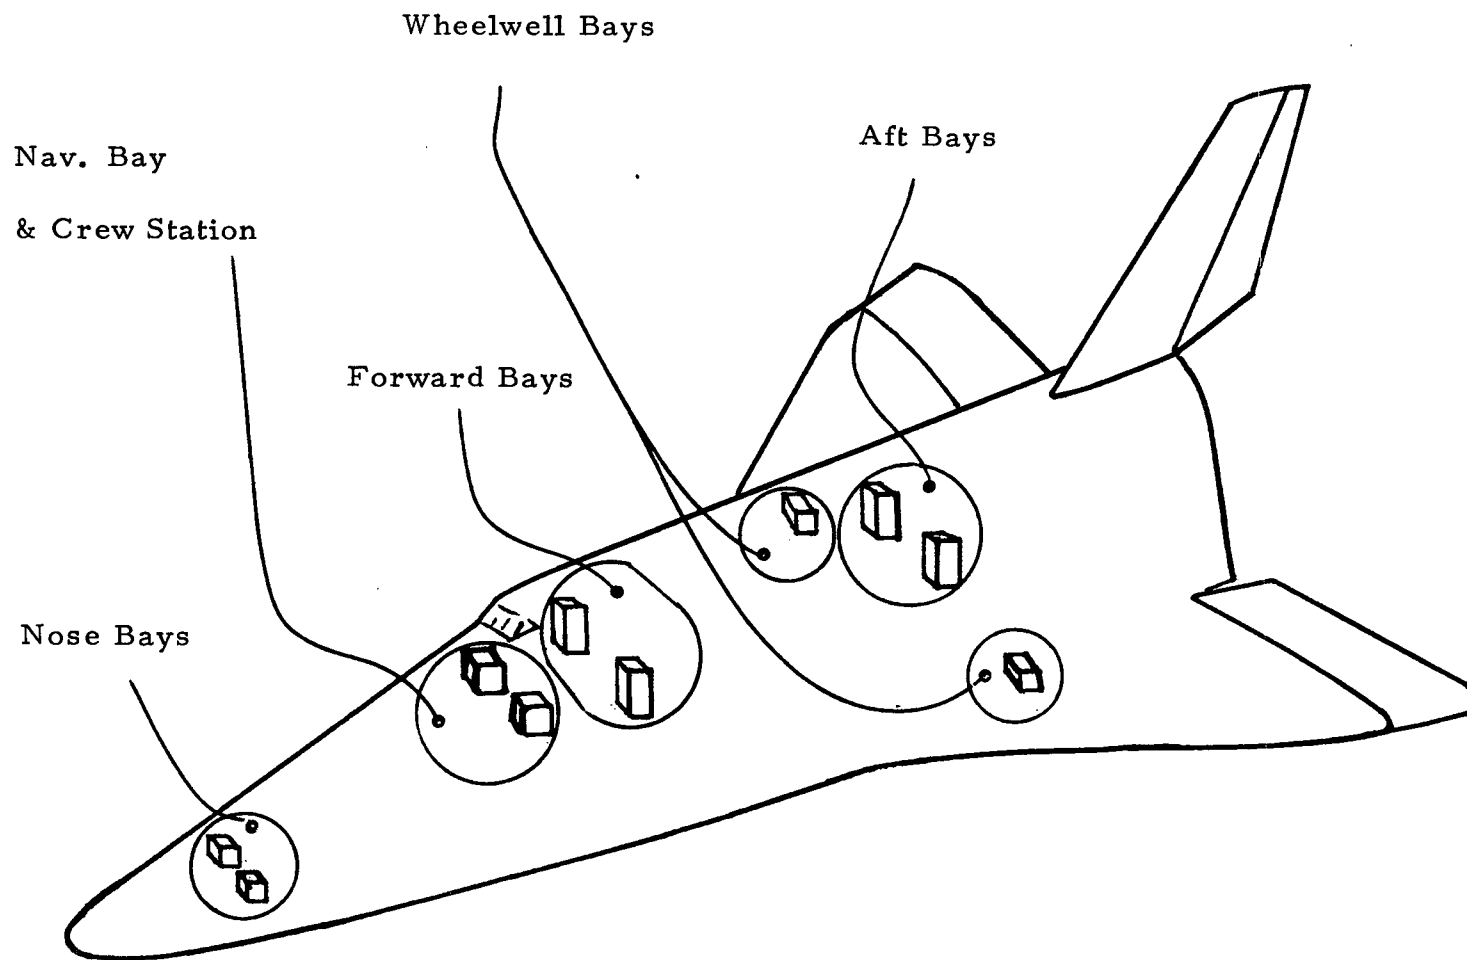 Wheelwell Bays
Aft Bays
Nav. Bay
& Crew Station
Forward Bays
Nose Bays